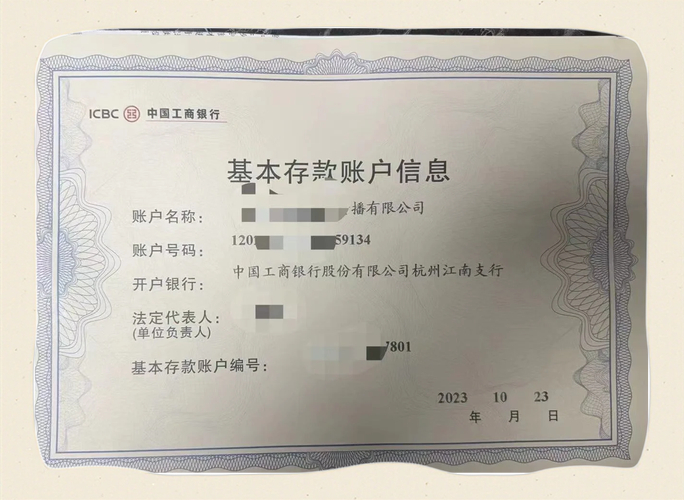 ICBC 中国工商银行
基本存款账户信息
账户名称： 播有限公司
账户号码： 120 59134
开户银行： 中国工商银行股份有限公司杭州江南支行
法定代表人：
(单位负责人)
基本存款账户编号： 7801
2023 10 23
年 月 日